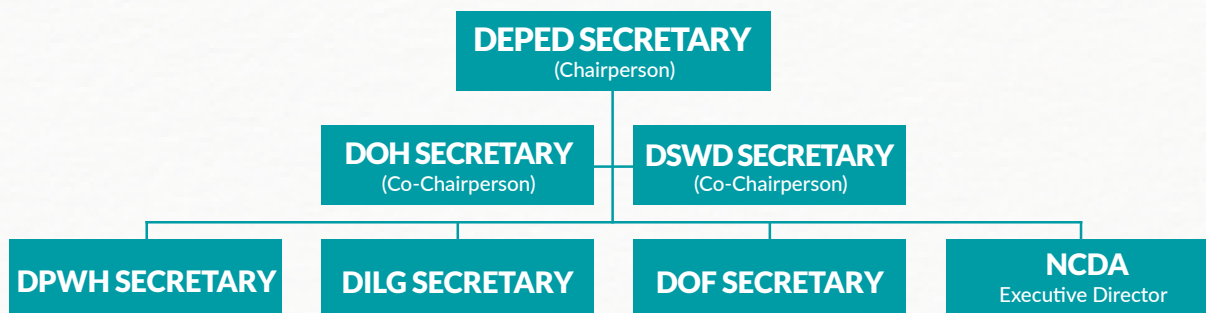 DEPED SECRETARY
(Chairperson)
DOH SECRETARY
(Co-Chairperson)
DSWD SECRETARY
(Co-Chairperson)
DPWH SECRETARY
DILG SECRETARY
DOF SECRETARY
NCDA
Executive Director